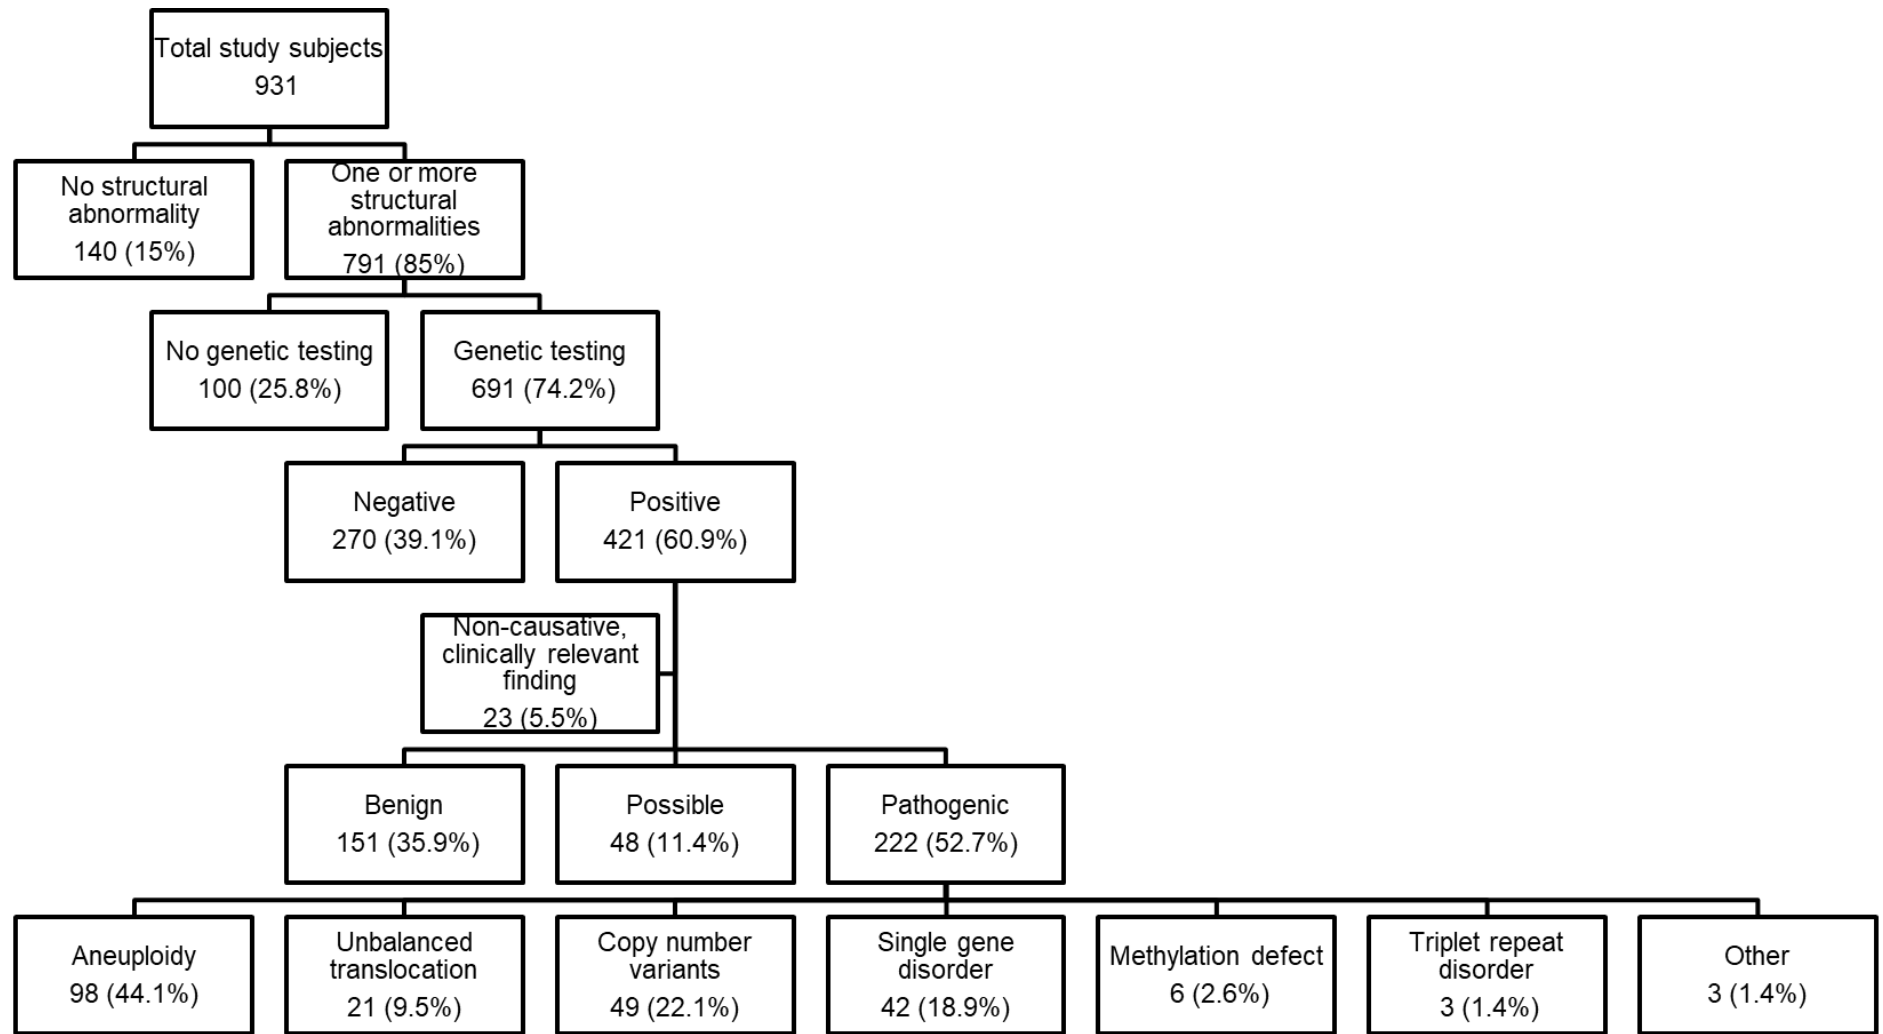 Total study subjects
931
No structural
abnormality
140 (15%)
One or more
structural
abnormalities
791 (85%)
No genetic testing
100 (25.8%)
Genetic testing
691 (74.2%)
Negative
270 (39.1%)
Positive
421 (60.9%)
Non-causative,
clinically relevant
finding
23 (5.5%)
Benign
151 (35.9%)
Possible
48 (11.4%)
Pathogenic
222 (52.7%)
Aneuploidy
98 (44.1%)
Unbalanced
translocation
21 (9.5%)
Copy number
variants
49 (22.1%)
Single gene
disorder
42 (18.9%)
Methylation defect
6 (2.6%)
Triplet repeat
disorder
3 (1.4%)
Other
3 (1.4%)